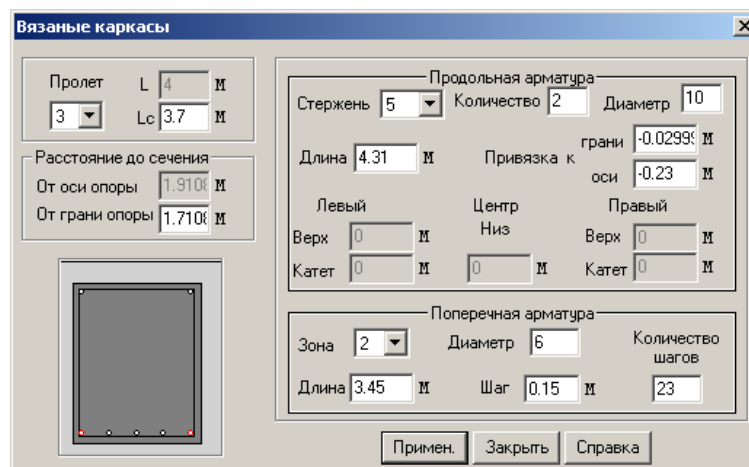 Вязаные каркасы
Пролет L 4 м
3 Lc 3.7 м
Расстояние до сечения
От оси опоры 1.910 м
От грани опоры 1.710 м
Продольная арматура
Стержень 5 Количество 2 Диаметр 10
Длина 4.31 м Привязка к грани -0.0299 м
оси -0.23 м
Левый Центр Правый
Верх 0 м Низ Верх 0 м
Катет 0 м 0 м Катет 0 м
Поперечная арматура
Зона 2 Диаметр 6 Количество шагов
Длина 3.45 м Шаг 0.15 м 23
Примен. Закрыть Справка